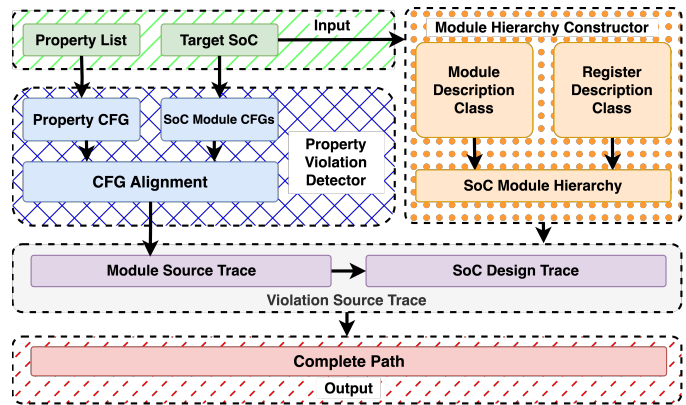 Property List
Target SoC
Input
Module Hierarchy Constructor
Module
Description
Class
Register
Description
Class
SoC Module Hierarchy
Property CFG
SoC Module CFGs
CFG Alignment
Property
Violation
Detector
Module Source Trace
SoC Design Trace
Violation Source Trace
Complete Path
Output